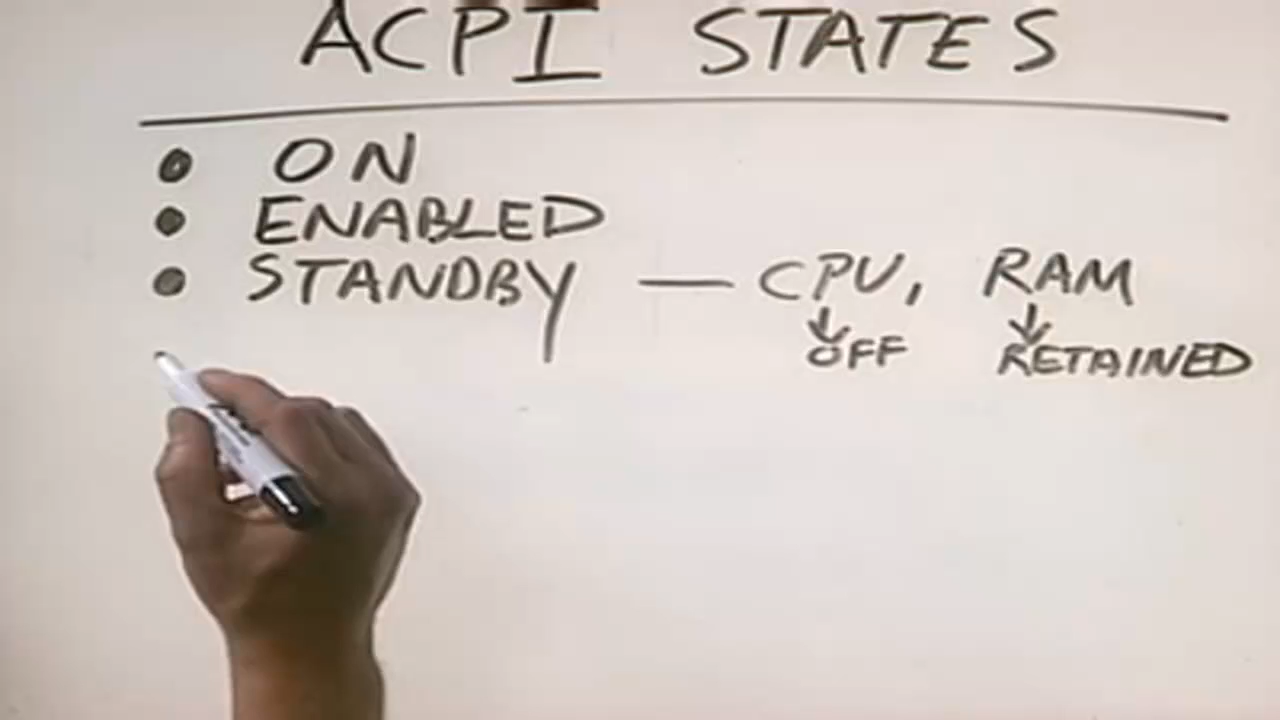 ACPI STATES
• ON
• ENABLED
• STANDBY — CPU, RAM
↓ ↓
OFF RETAINED